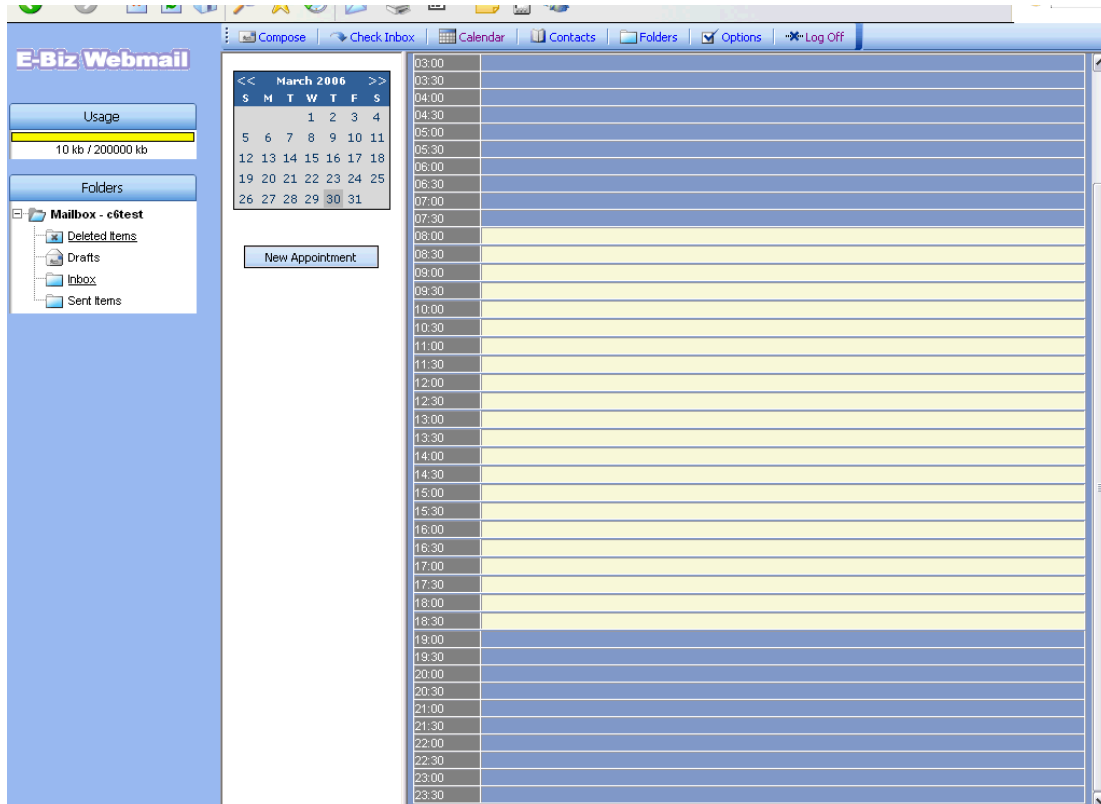 Compose Check Inbox Calendar Contacts Folders Options Log Off
E-Biz Webmail
Usage
10 kb / 200000 kb
Folders
Mailbox - c6test
Deleted Items
Drafts
Inbox
Sent Items
<< March 2006 >>
S M T W T F S
1 2 3 4
5 6 7 8 9 10 11
12 13 14 15 16 17 18
19 20 21 22 23 24 25
26 27 28 29 30 31
New Appointment
03:00
03:30
04:00
04:30
05:00
05:30
06:00
06:30
07:00
07:30
08:00
08:30
09:00
09:30
10:00
10:30
11:00
11:30
12:00
12:30
13:00
13:30
14:00
14:30
15:00
15:30
16:00
16:30
17:00
17:30
18:00
18:30
19:00
19:30
20:00
20:30
21:00
21:30
22:00
22:30
23:00
23:30